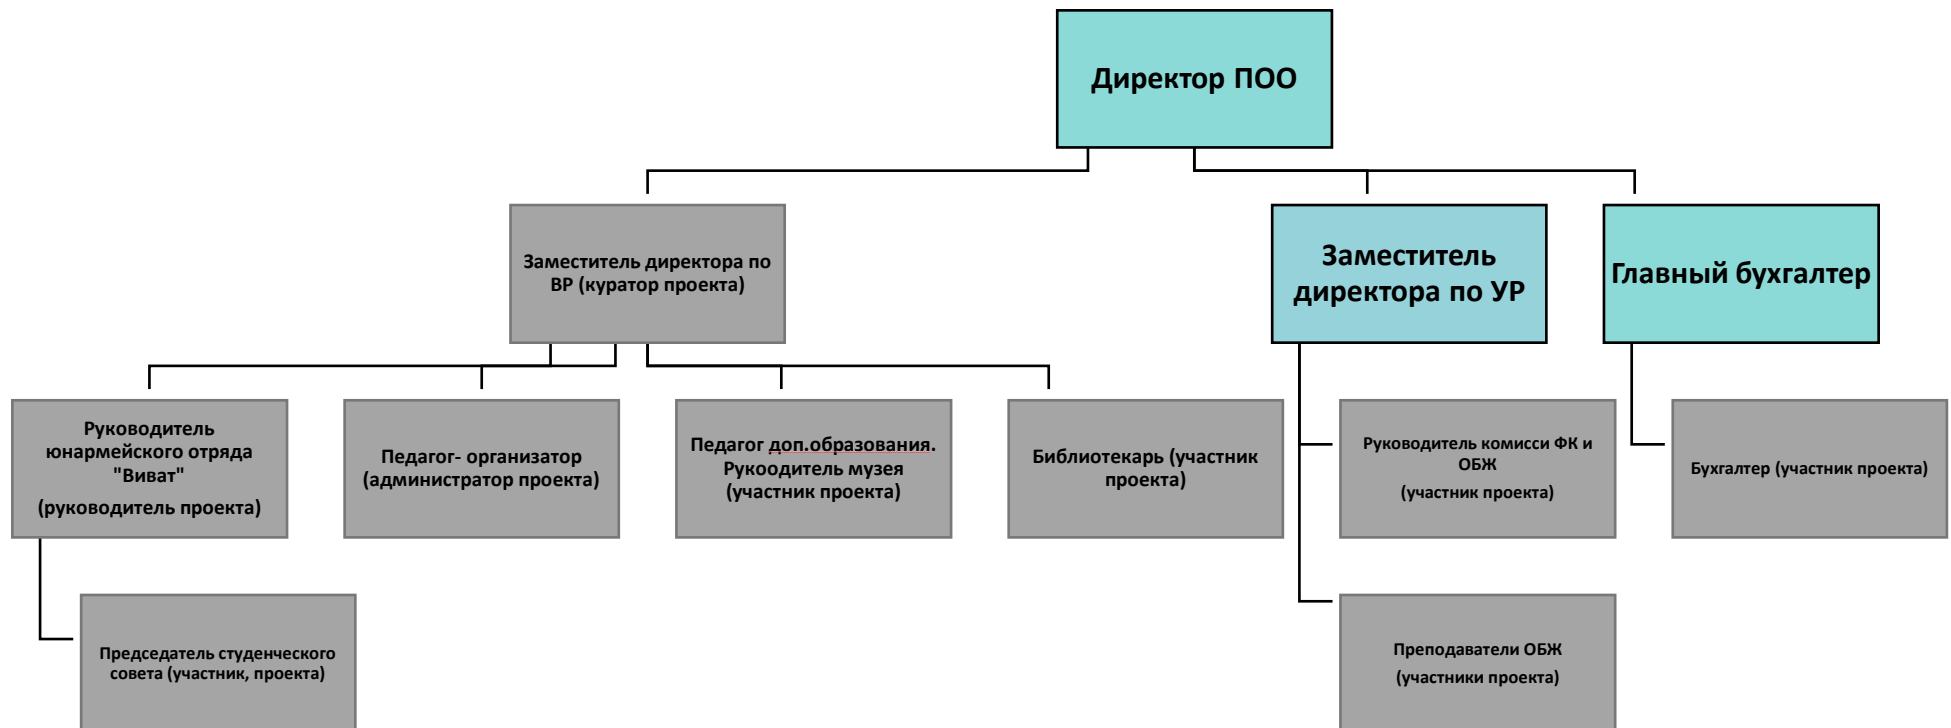 Директор ПОО
Заместитель директора по
ВР (куратор проекта)
Заместитель
директора по УР
Главный бухгалтер
Руководитель
юнармейского отряда
"Виват"
(руководитель проекта)
Педагог- организатор
(администратор проекта)
Педагог доп.образования.
Рукоодитель музея
(участник проекта)
Библиотекарь (участник
проекта)
Руководитель комисси ФК и
ОБЖ
(участник проекта)
Бухгалтер (участник проекта)
Председатель студенческого
совета (участник, проекта)
Преподаватели ОБЖ
(участники проекта)